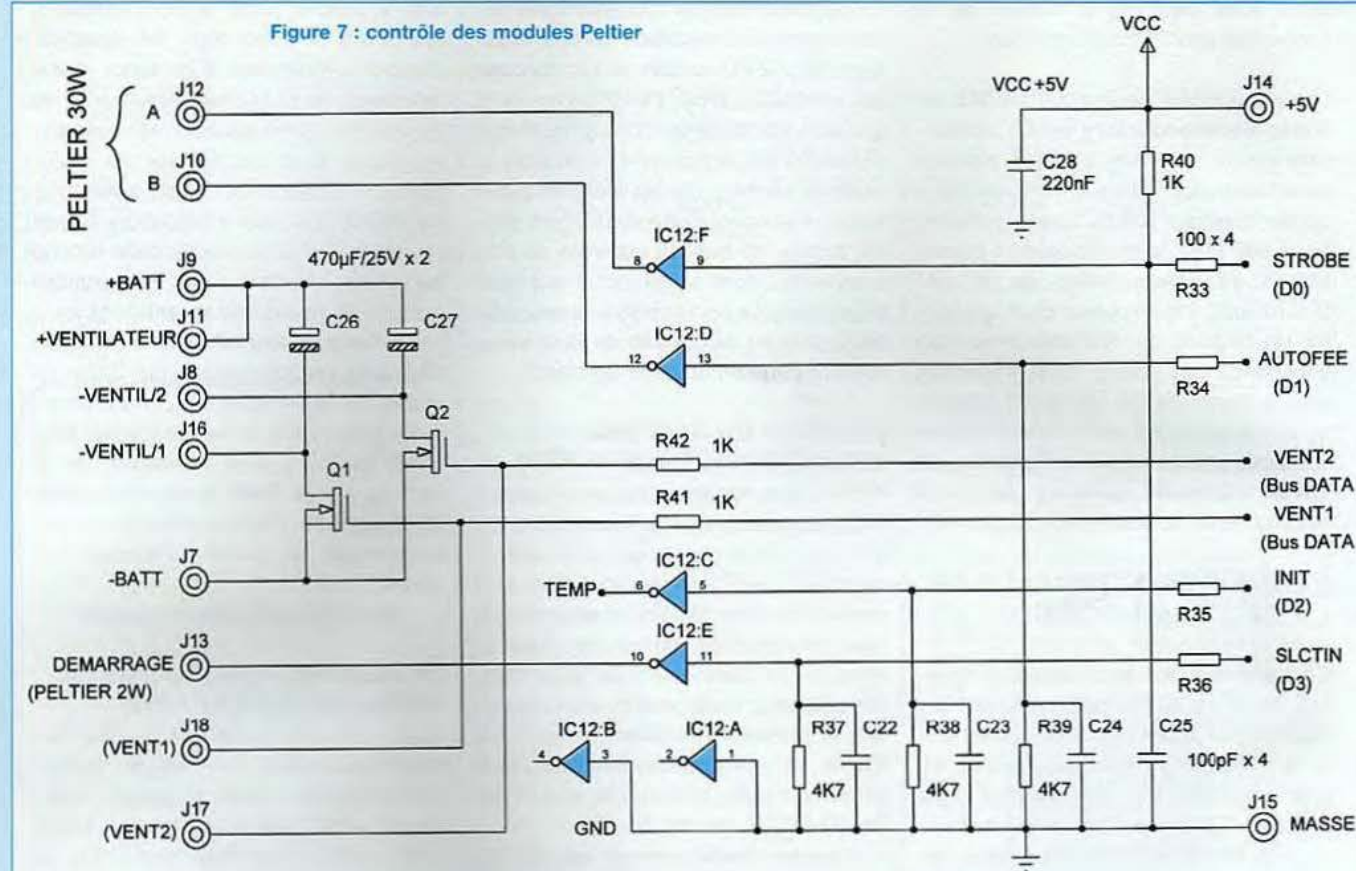 Figure 7 : contrôle des modules Peltier
VCC
PELTIER 30W
J12
A
J10
B
VCC +5V
J14
+5V
C28
220nF
R40
1K
J9
+BATT
470µF/25V x 2
IC12:F
8
9
100 x 4
R33
STROBE
(D0)
J11
+VENTILATEUR
C26
C27
IC12:D
12
13
R34
AUTOFEE
(D1)
J8
-VENTIL/2
J16
-VENTIL/1
Q2
Q1
R42
1K
VENT2
(Bus DATA
R41
1K
VENT1
(Bus DATA
J7
-BATT
TEMP
IC12:C
6
5
R35
INIT
(D2)
J13
DEMARRAGE
(PELTIER 2W)
IC12:E
10
11
R36
SLCTIN
(D3)
J18
(VENT1)
IC12:B
4
3
IC12:A
2
1
R37
4K7
C22
R38
4K7
C23
R39
4K7
C24
C25
100pF x 4
J17
(VENT2)
GND
J15
MASSE